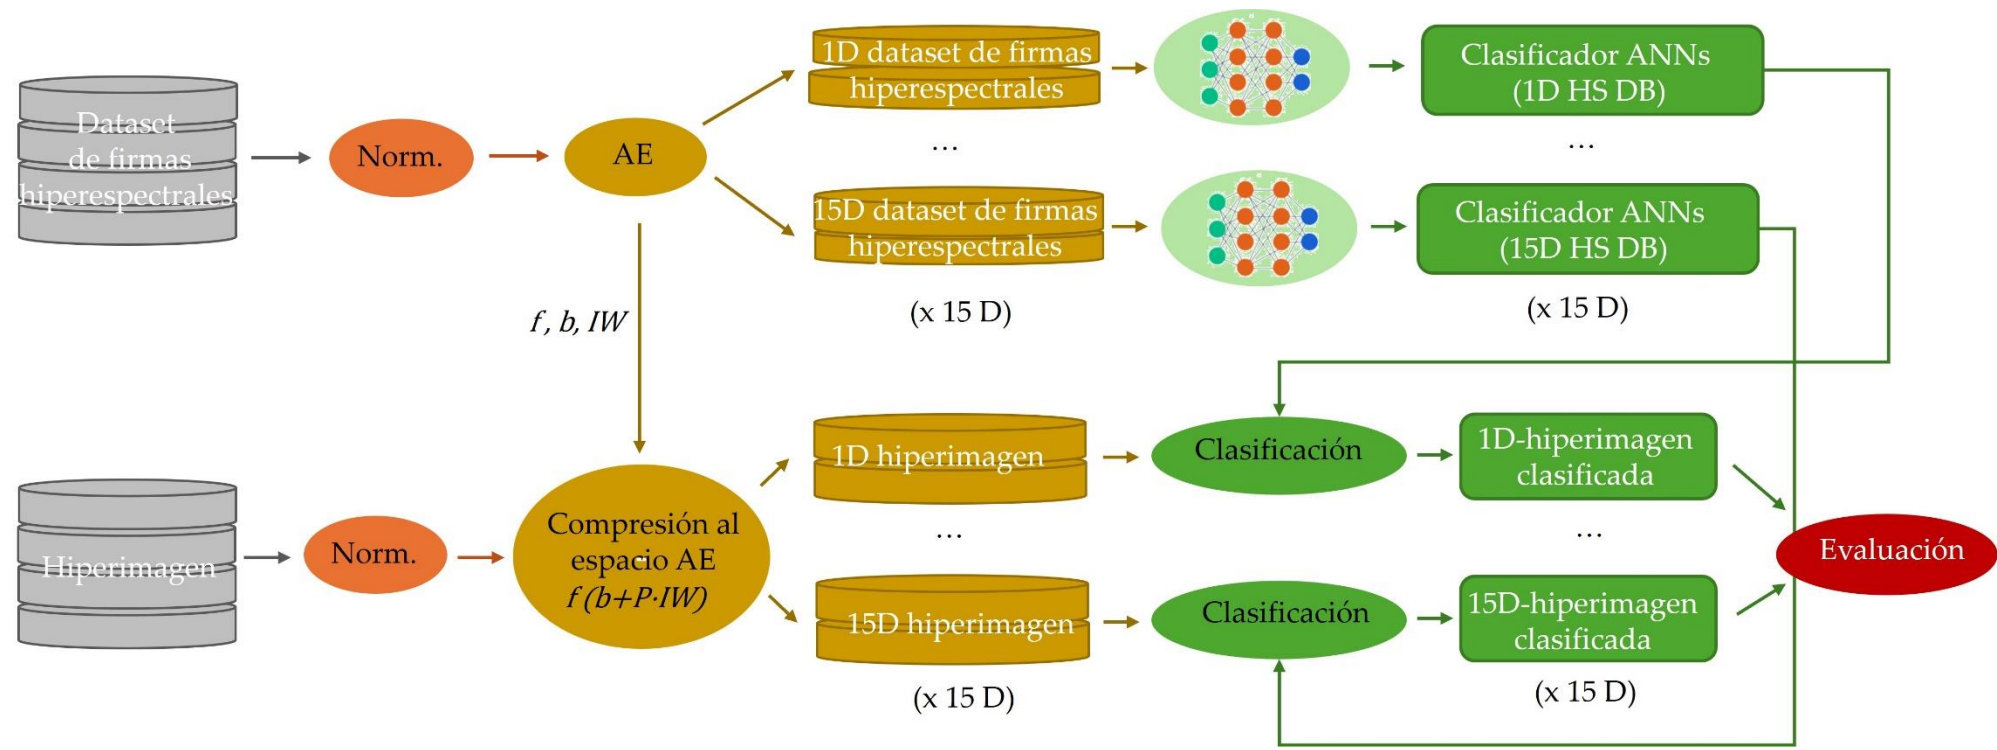 Dataset
de firmas
hiperespectrales
Norm.
AE
1D dataset de firmas
hiperespectrales
...
15D dataset de firmas
hiperespectrales
(x 15 D)
Clasificador ANNs
(1D HS DB)
...
Clasificador ANNs
(15D HS DB)
(x 15 D)
f, b, IW
Hiperimagen
Norm.
Compresión al
espacio AE
f (b+P·IW)
1D hiperimagen
...
15D hiperimagen
(x 15 D)
Clasificación
Clasificación
1D-hiperimagen
clasificada
...
15D-hiperimagen
clasificada
(x 15 D)
Evaluación